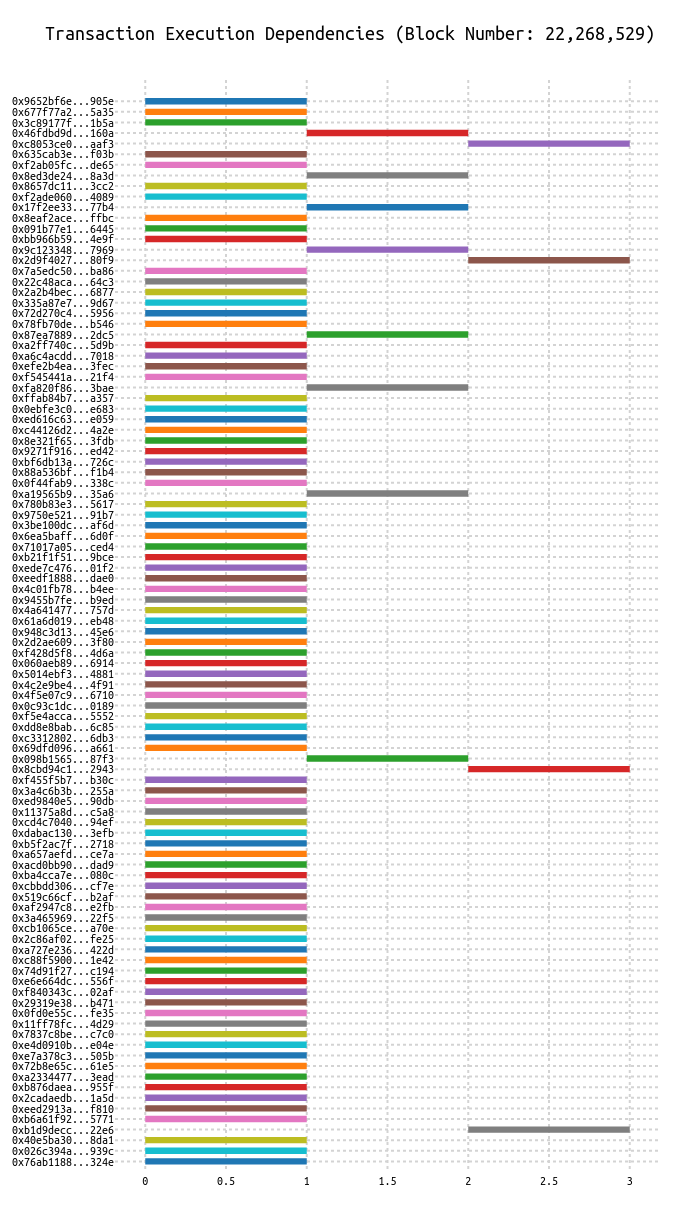 Transaction Execution Dependencies (Block Number: 22,268,529)
0x9652bf6e...905e
0x677f77a2...5a35
0x3c89177f...1b5a
0x46fdbd9d...160a
0xc8053ce0...aaf3
0x635cab3e...f03b
0xf2ab05fc...de65
0x8ed3de24...8a3d
0x8657dc11...3cc2
0xf2ade060...4089
0x17f2ee33...77b4
0x8eaf2ace...ffbc
0x091b77e1...6445
0xbb966b59...4e9f
0x9c123348...7969
0x2d9f4027...80f9
0x7a5edc50...ba86
0x22c48aca...64c3
0x2a2b4bec...6877
0x335a87e7...9d67
0x72d270c4...5956
0x78fb70de...b546
0x87ea7889...2dc5
0xa2ff740c...5d9b
0xa6c4acdd...7018
0xefe2b4ea...3fec
0xf545441a...21f4
0xfa820f86...3bae
0xffab84b7...a357
0x0ebfe3c0...e683
0xed616c63...e059
0xc44126d2...4a2e
0x8e321f65...3fdb
0x9271f916...ed42
0xbf6db13a...726c
0x88a536bf...f1b4
0x0f44fab9...338c
0xa19565b9...35a6
0x780b83e3...5617
0x9750e521...91b7
0x3be100dc...af6d
0x6ea5baff...6d0f
0x71017a05...ced4
0xb21f1f51...9bce
0xede7c476...01f2
0xeedf1888...dae0
0x4c01fb78...b4ee
0x9455b7fe...b9ed
0x4a641477...757d
0x61a6d019...eb48
0x948c3d13...45e6
0x2d2ae609...3f80
0xf428d5f8...4d6a
0x060aeb89...6914
0x5014ebf3...4881
0x4c2e9be4...4f91
0x4f5e07c9...6710
0x0c93c1dc...0189
0xf5e4acca...5552
0xdd8e8bab...6c85
0xc3312802...6db3
0x69dfd096...a661
0x098b1565...87f3
0x8cbd94c1...2943
0xf455f5b7...b30c
0x3a4c6b3b...255a
0xed9840e5...90db
0x11375a8d...c5a8
0xcd4c7040...94ef
0xdabac130...3efb
0xb5f2ac7f...2718
0xa657aefd...ce7a
0xacd0bb90...dad9
0xba4cca7e...080c
0xcbbdd306...cf7e
0x519c66cf...b2af
0xaf2947c8...e2fb
0x3a465969...22f5
0xcb1065ce...a70e
0x2c86af02...fe25
0xa727e236...422d
0xc88f5900...1e42
0x74d91f27...c194
0xe6e664dc...556f
0xf840343c...02af
0x29319e38...b471
0x0fd0e55c...fe35
0x11ff78fc...4d29
0x7837c8be...c7c0
0xe4d0910b...e04e
0xe7a378c3...505b
0x72b8e65c...61e5
0xa2334477...3ead
0xb876daea...955f
0x2cadaedb...1a5d
0xeed2913a...f810
0xb6a61f92...5771
0xb1d9decc...22e6
0x40e5ba30...8da1
0x026c394a...939c
0x76ab1188...324e
0 0.5 1 1.5 2 2.5 3